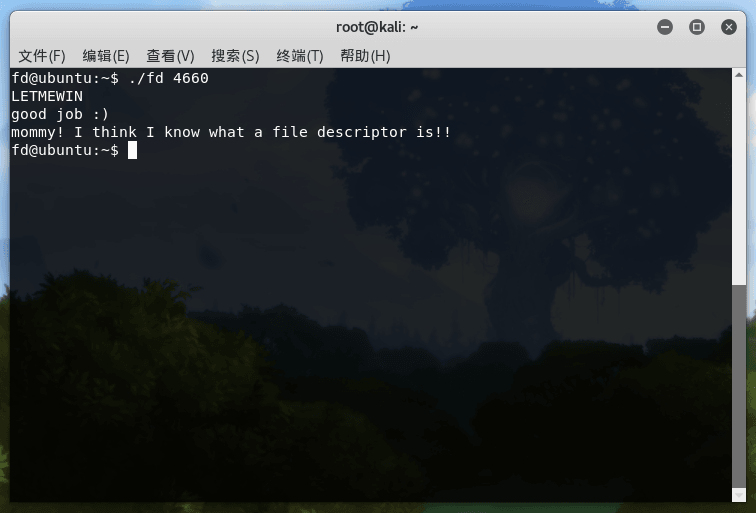 root@kali: ~
文件(F) 编辑(E) 查看(V) 搜索(S) 终端(T) 帮助(H)
fd@ubuntu:~$ ./fd 4660
LETMEWIN
good job :)
mommy! I think I know what a file descriptor is!!
fd@ubuntu:~$